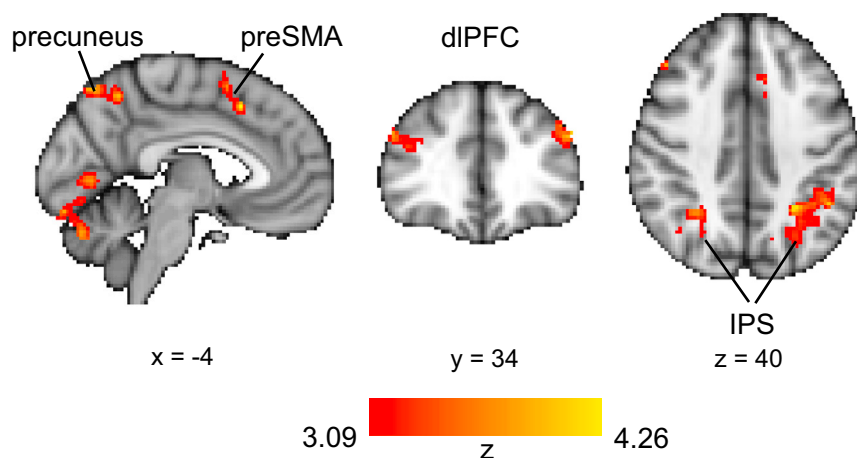 precuneus
preSMA
dlPFC
IPS
x = -4
y = 34
z = 40
3.09
z
4.26